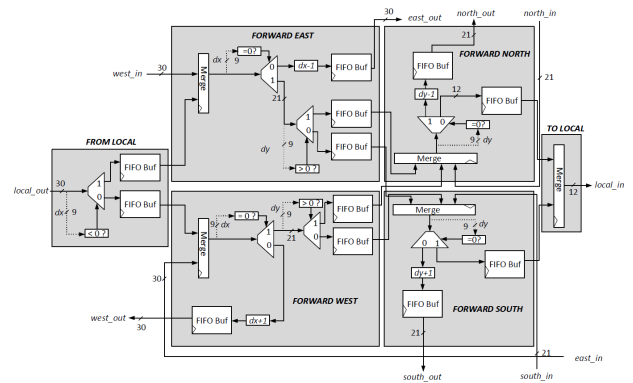 30
east_out
north_out
north_in
FORWARD EAST
=0?
21
dx
9
0
1
dx-1
FIFO Buf
FORWARD NORTH
west_in
30
Merge
FIFO Buf
21
dy-1
12
FIFO Buf
21
FIFO Buf
1
0
dy
9
> 0 ?
FIFO Buf
1 0
=0?
9
dy
Merge
TO LOCAL
FROM LOCAL
FIFO Buf
local_out
30
dx
9
1
0
FIFO Buf
< 0 ?
Merge
12
local_in
Merge
9
dx
= 0 ?
1
0
dy
9
> 0 ?
21
1
0
FIFO Buf
FIFO Buf
Merge
9
dy
=0?
0 1
FIFO Buf
30
dy+1
west_out
30
FIFO Buf
dx+1
FORWARD WEST
FIFO Buf
FORWARD SOUTH
21
21
east_in
south_out
south_in